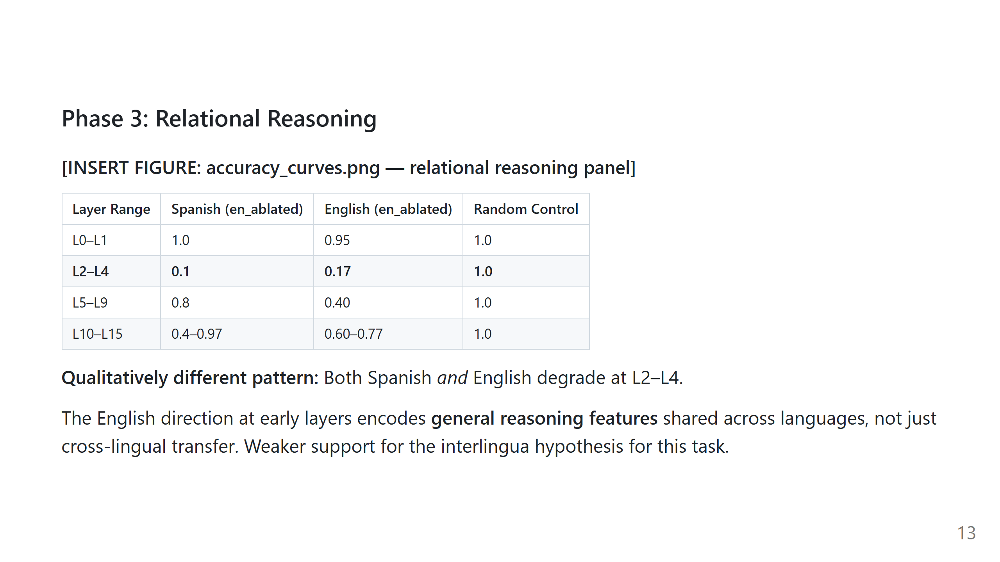 Phase 3: Relational Reasoning
[INSERT FIGURE: accuracy_curves.png — relational reasoning panel]
Layer Range Spanish (en_ablated) English (en_ablated) Random Control
L0–L1 1.0 0.95 1.0
L2–L4 0.1 0.17 1.0
L5–L9 0.8 0.40 1.0
L10–L15 0.4–0.97 0.60–0.77 1.0
Qualitatively different pattern: Both Spanish and English degrade at L2–L4.
The English direction at early layers encodes general reasoning features shared across languages, not just
cross-lingual transfer. Weaker support for the interlingua hypothesis for this task.
13